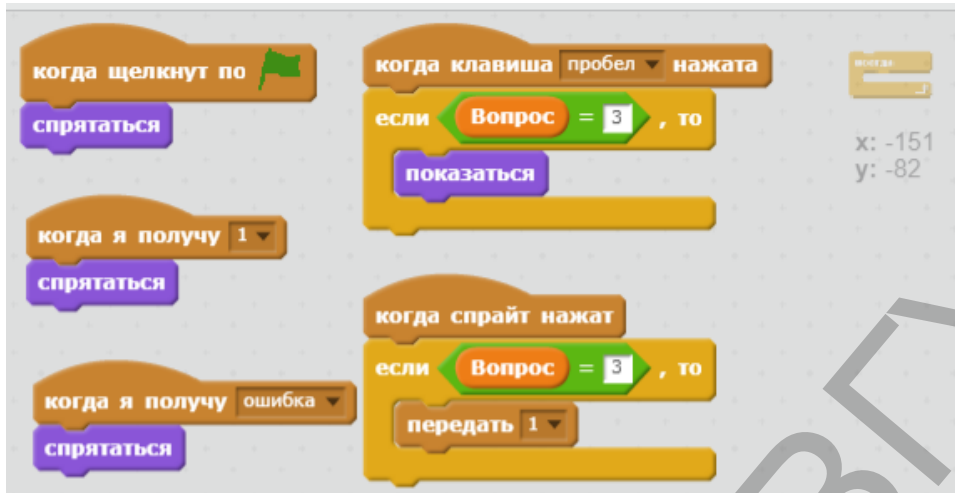 когда щелкнут по
спрятаться
когда я получу 1
спрятаться
когда я получу ошибка
спрятаться
когда клавиша пробел нажата
если Вопрос = 3 , то
показаться
когда спрайт нажат
если Вопрос = 3 , то
передать 1
x: -151
y: -82